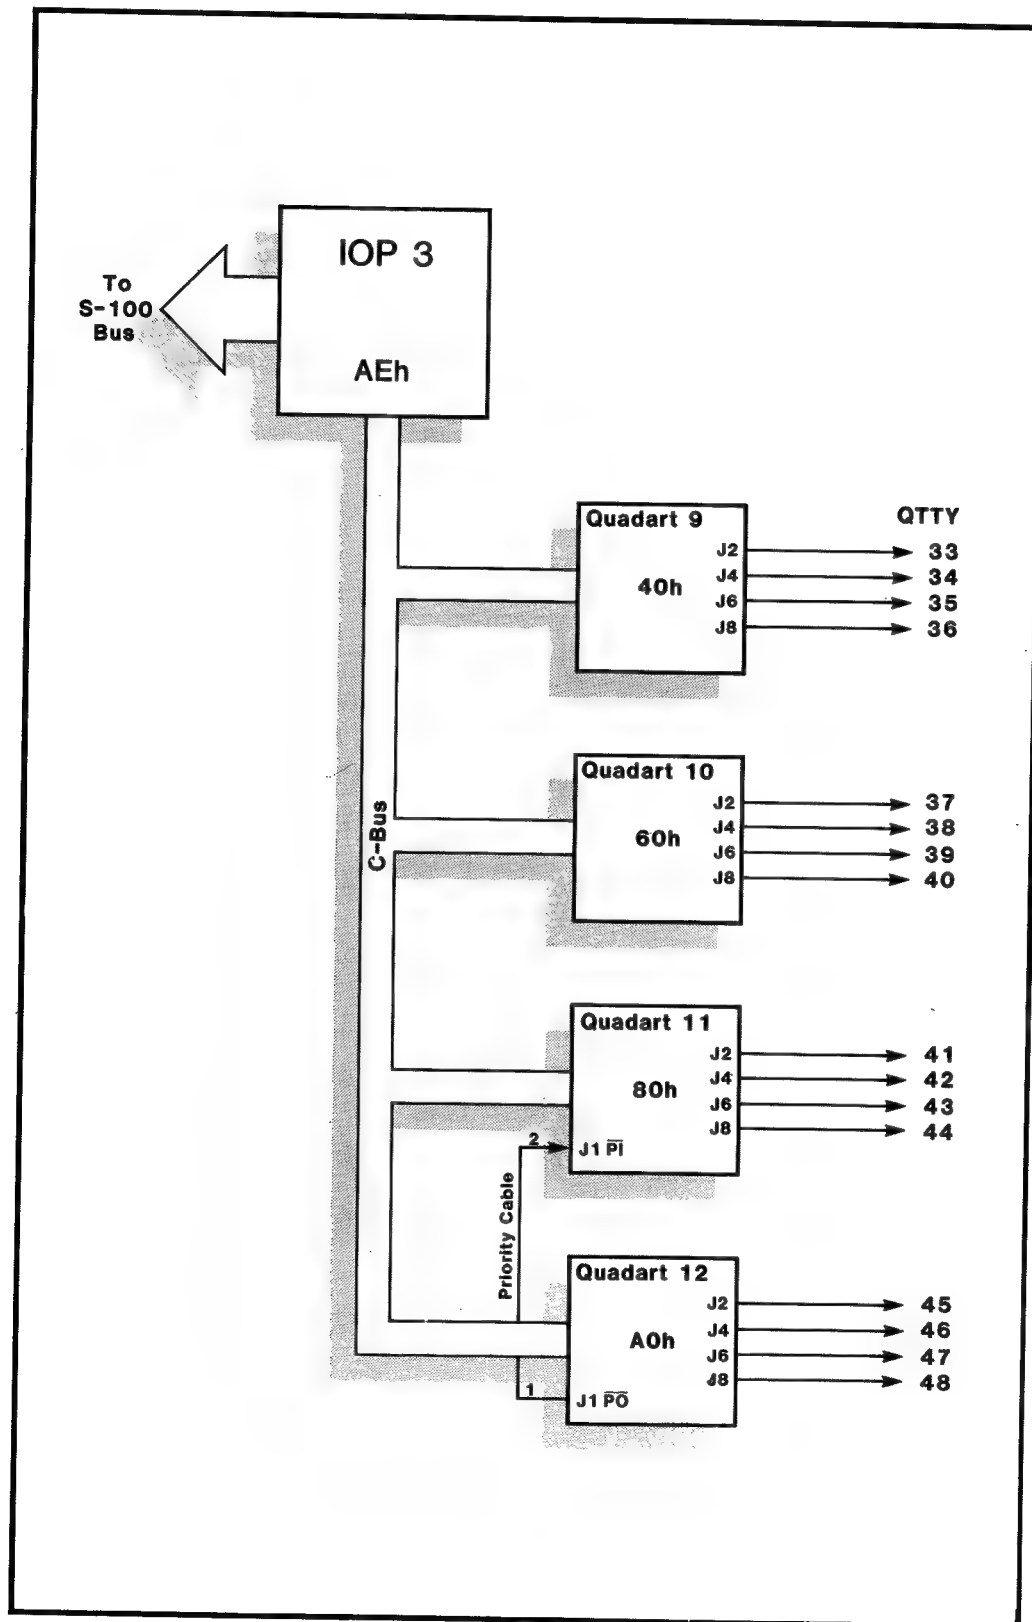 IOP 3
AEh
To
S-100
Bus
C-Bus
QTTY
Quadart 9
40h
J2 33
J4 34
J6 35
J8 36
Quadart 10
60h
J2 37
J4 38
J6 39
J8 40
Quadart 11
80h
J2 41
J4 42
J6 43
J8 44
2
J1 P̅I̅
Priority Cable
Quadart 12
A0h
J2 45
J4 46
J6 47
J8 48
1
J1 P̅O̅